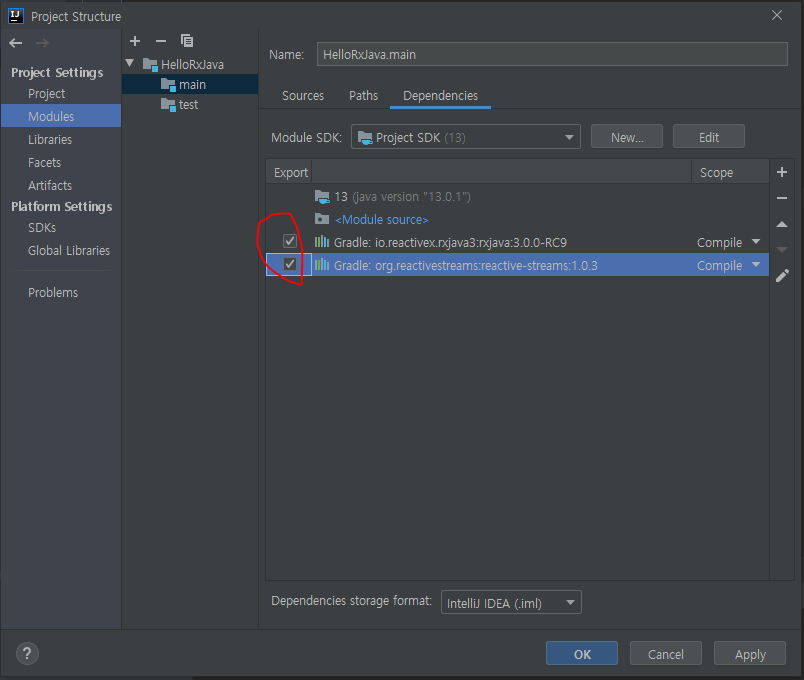 Project Structure
Project Settings
Project
Modules
Libraries
Facets
Artifacts
Platform Settings
SDKs
Global Libraries
Problems
HelloRxJava
main
test
Name: HelloRxJava.main
Sources Paths Dependencies
Module SDK: Project SDK (13) New... Edit
Export Scope
13 (java version "13.0.1")
<Module source>
Gradle: io.reactivex.rxjava3:rxjava:3.0.0-RC9 Compile
Gradle: org.reactivestreams:reactive-streams:1.0.3 Compile
Dependencies storage format: IntelliJ IDEA (.iml)
? OK Cancel Apply